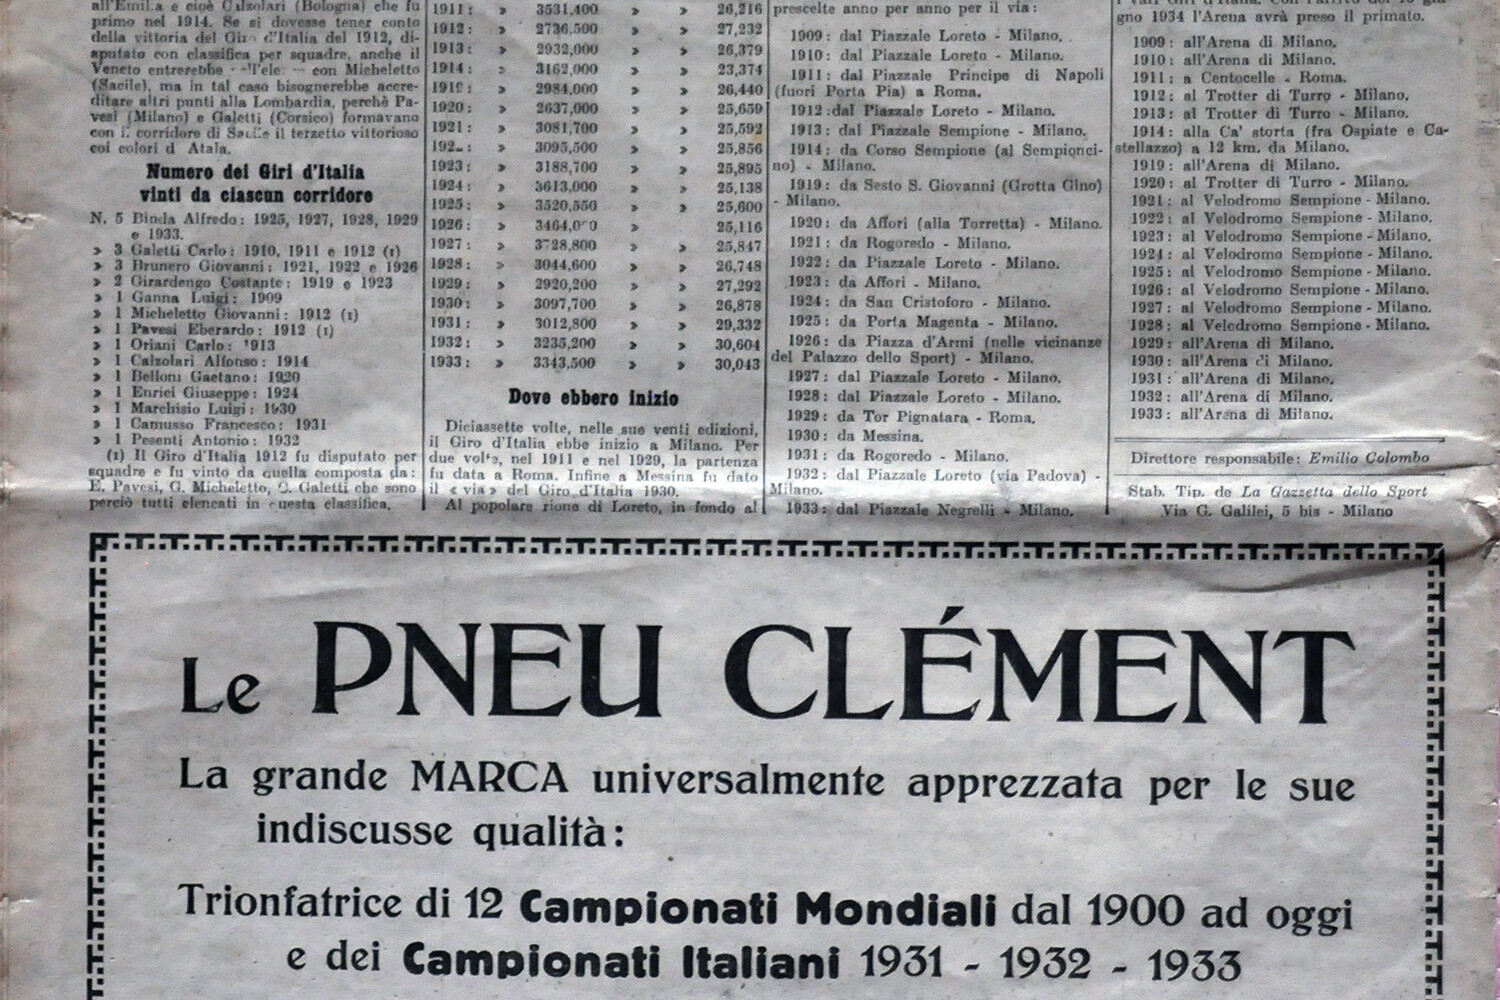 all'Emilia e cioè Calzolari (Bologna) che fu
primo nel 1914. Se si dovesse tener conto
della vittoria del Giro d'Italia del 1912, di-
sputato con classifica per squadre, anche il
Veneto entrerebbe con Micheletto
(Sacile), ma in tal caso bisognerebbe accre-
ditare altri punti alla Lombardia, perchè Pa-
vesi (Milano) e Galetti (Corsico) formavano
con il corridore di Sacile il terzetto vittorioso
coi colori d Atala.
Numero dei Giri d'Italia
vinti da ciascun corridore
N. 5 Binda Alfredo: 1925, 1927, 1928, 1929
e 1933.
» 3 Galetti Carlo: 1910, 1911 e 1912 (1)
» 3 Brunero Giovanni: 1921, 1922 e 1926
» 2 Girardengo Costante: 1919 e 1923
» 1 Ganna Luigi: 1909
» 1 Micheletto Giovanni: 1912 (1)
» 1 Pavesi Eberardo: 1912 (1)
» 1 Oriani Carlo: 1913
» 1 Calzolari Alfonso: 1914
» 1 Belloni Gaetano: 1920
» 1 Enrici Giuseppe: 1924
» 1 Marchisio Luigi: 1930
» 1 Camusso Francesco: 1931
» 1 Pesenti Antonio: 1932
(1) Il Giro d'Italia 1912 fu disputato per
squadre e fu vinto da quella composta da:
E. Pavesi, G. Micheletto, C. Galetti che sono
perciò tutti elencati in questa classifica.
1911: » 3531,400 » » 26,216
1912: » 2736,500 » » 27,232
1913: » 2932,000 » » 26,379
1914: » 3162,000 » » 23,374
1919: » 2984,000 » » 26,440
1920: » 2637,000 » » 25,659
1921: » 3081,700 » » 25,592
192.: » 3095,500 » » 25,856
1923: » 3188,700 » » 25,895
1924: » 3613,000 » » 25,138
1925: » 3520,550 » » 25,600
1926: » » » 25,116
1927: » 3728,800 » » 25,847
1928: » 3044,600 » » 26,748
1929: » 2920,200 » » 27,292
1930: » 3097,700 » » 26,878
1931: » 3012,800 » » 29,332
1932: » 3235,200 » » 30,604
1933: » 3343,500 » » 30,043
Dove ebbero inizio
Diciassette volte, nelle sue venti edizioni,
il Giro d'Italia ebbe inizio a Milano. Per
due volte, nel 1911 e nel 1929, la partenza
fu data a Roma. Infine a Messina fu dato
il « via » del Giro d'Italia 1930.
Al popolare rione di Loreto, in fondo al
prescelte anno per anno per il via:
1909: dal Piazzale Loreto - Milano.
1910: dal Piazzale Loreto - Milano.
1911: dal Piazzale Principe di Napoli
(fuori Porta Pia) a Roma.
1912: dal Piazzale Loreto - Milano.
1913: dal Piazzale Sempione - Milano.
1914: da Corso Sempione (al Sempionci-
no) - Milano.
1919: da Sesto S. Giovanni (Grotta Gino)
- Milano.
1920: da Affori (alla Torretta) - Milano.
1921: da Rogoredo - Milano.
1922: da Piazzale Loreto - Milano.
1923: da Affori - Milano.
1924: da San Cristoforo - Milano.
1925: da Porta Magenta - Milano.
1926: da Piazza d'Armi (nelle vicinanze
del Palazzo dello Sport) - Milano.
1927: dal Piazzale Loreto - Milano.
1928: dal Piazzale Loreto - Milano.
1929: da Tor Pignatara - Roma.
1930: da Messina.
1931: da Rogoredo - Milano.
1932: dal Piazzale Loreto (via Padova) -
Milano.
1933: dal Piazzale Negrelli - Milano.
gno 1934 l'Arena avrà preso il primato.
1909: all'Arena di Milano.
1910: all'Arena di Milano.
1911: a Centocelle - Roma.
1912: al Trotter di Turro - Milano.
1913: al Trotter di Turro - Milano.
1914: alla Ca' storta (fra Ospiate e Ca-
stellazzo) a 12 km. da Milano.
1919: all'Arena di Milano.
1920: al Trotter di Turro - Milano.
1921: al Velodromo Sempione - Milano.
1922: al Velodromo Sempione - Milano.
1923: al Velodromo Sempione - Milano.
1924: al Velodromo Sempione - Milano.
1925: al Velodromo Sempione - Milano.
1926: al Velodromo Sempione - Milano.
1927: al Velodromo Sempione - Milano.
1928: al Velodromo Sempione - Milano.
1929: all'Arena di Milano.
1930: all'Arena di Milano.
1931: all'Arena di Milano.
1932: all'Arena di Milano.
1933: all'Arena di Milano.
Direttore responsabile: Emilio Colombo
Stab. Tip. de La Gazzetta dello Sport
Via G. Galilei, 5 bis - Milano
Le PNEU CLÉMENT
La grande MARCA universalmente apprezzata per le sue
indiscusse qualità:
Trionfatrice di 12 Campionati Mondiali dal 1900 ad oggi
e dei Campionati Italiani 1931 - 1932 - 1933